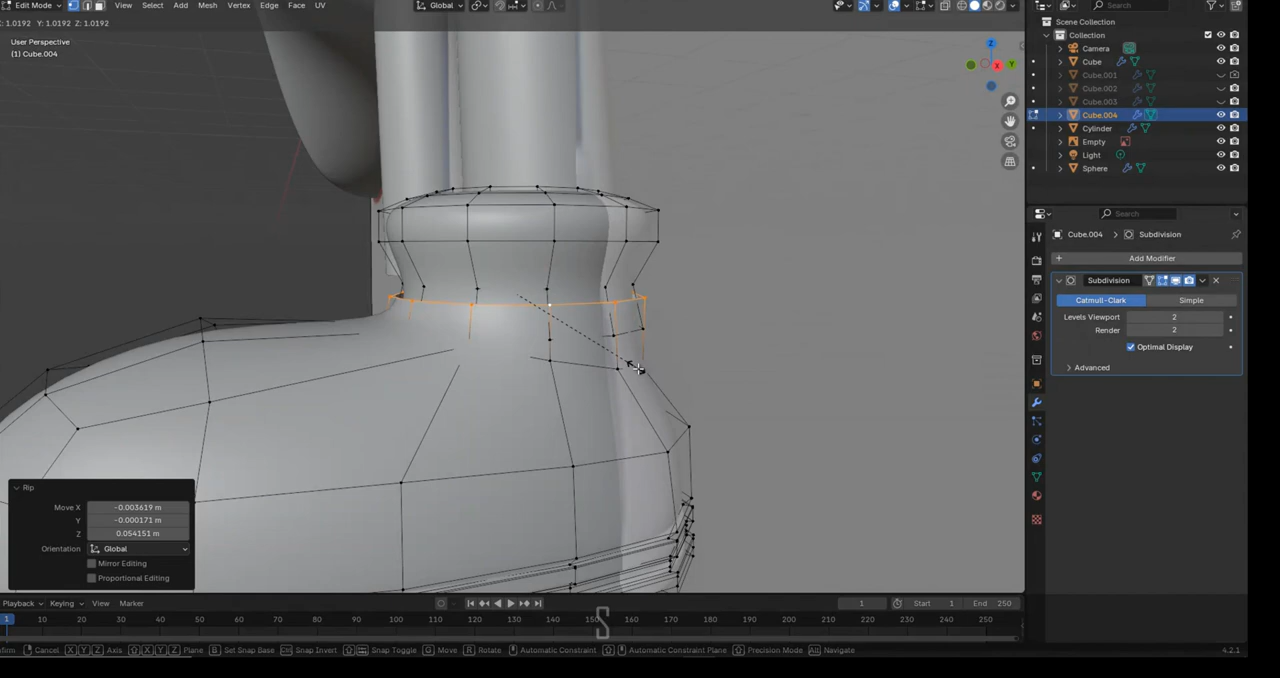 Edit Mode View Select Add Mesh Vertex Edge Face UV Global
: 1.0192 Y: 1.0192 Z: 1.0192
User Perspective
(1) Cube.004
Z
X
Y
Scene Collection
Collection
Camera
Cube
Cube.001
Cube.002
Cube.003
Cube.004
Cylinder
Empty
Light
Sphere
Search
Cube.004 > Subdivision
+ Add Modifier
Subdivision
Catmull-Clark Simple
Levels Viewport 2
Render 2
Optimal Display
Advanced
Rip
Move X -0.003619 m
Y -0.000171 m
Z 0.054151 m
Orientation Global
Mirror Editing
Proportional Editing
S
Playback Keying View Marker 1 Start 1 End 250
1 10 20 30 40 50 60 70 80 90 100 110 120 130 140 150 160 170 180 190 200 210 220 230 240 250
nfirm Cancel X Y Z Axis X Y Z Plane B Set Snap Base Ctrl Snap Invert Snap Toggle G Move R Rotate Automatic Constraint Automatic Constraint Plane Precision Mode Alt Navigate 4.2.1